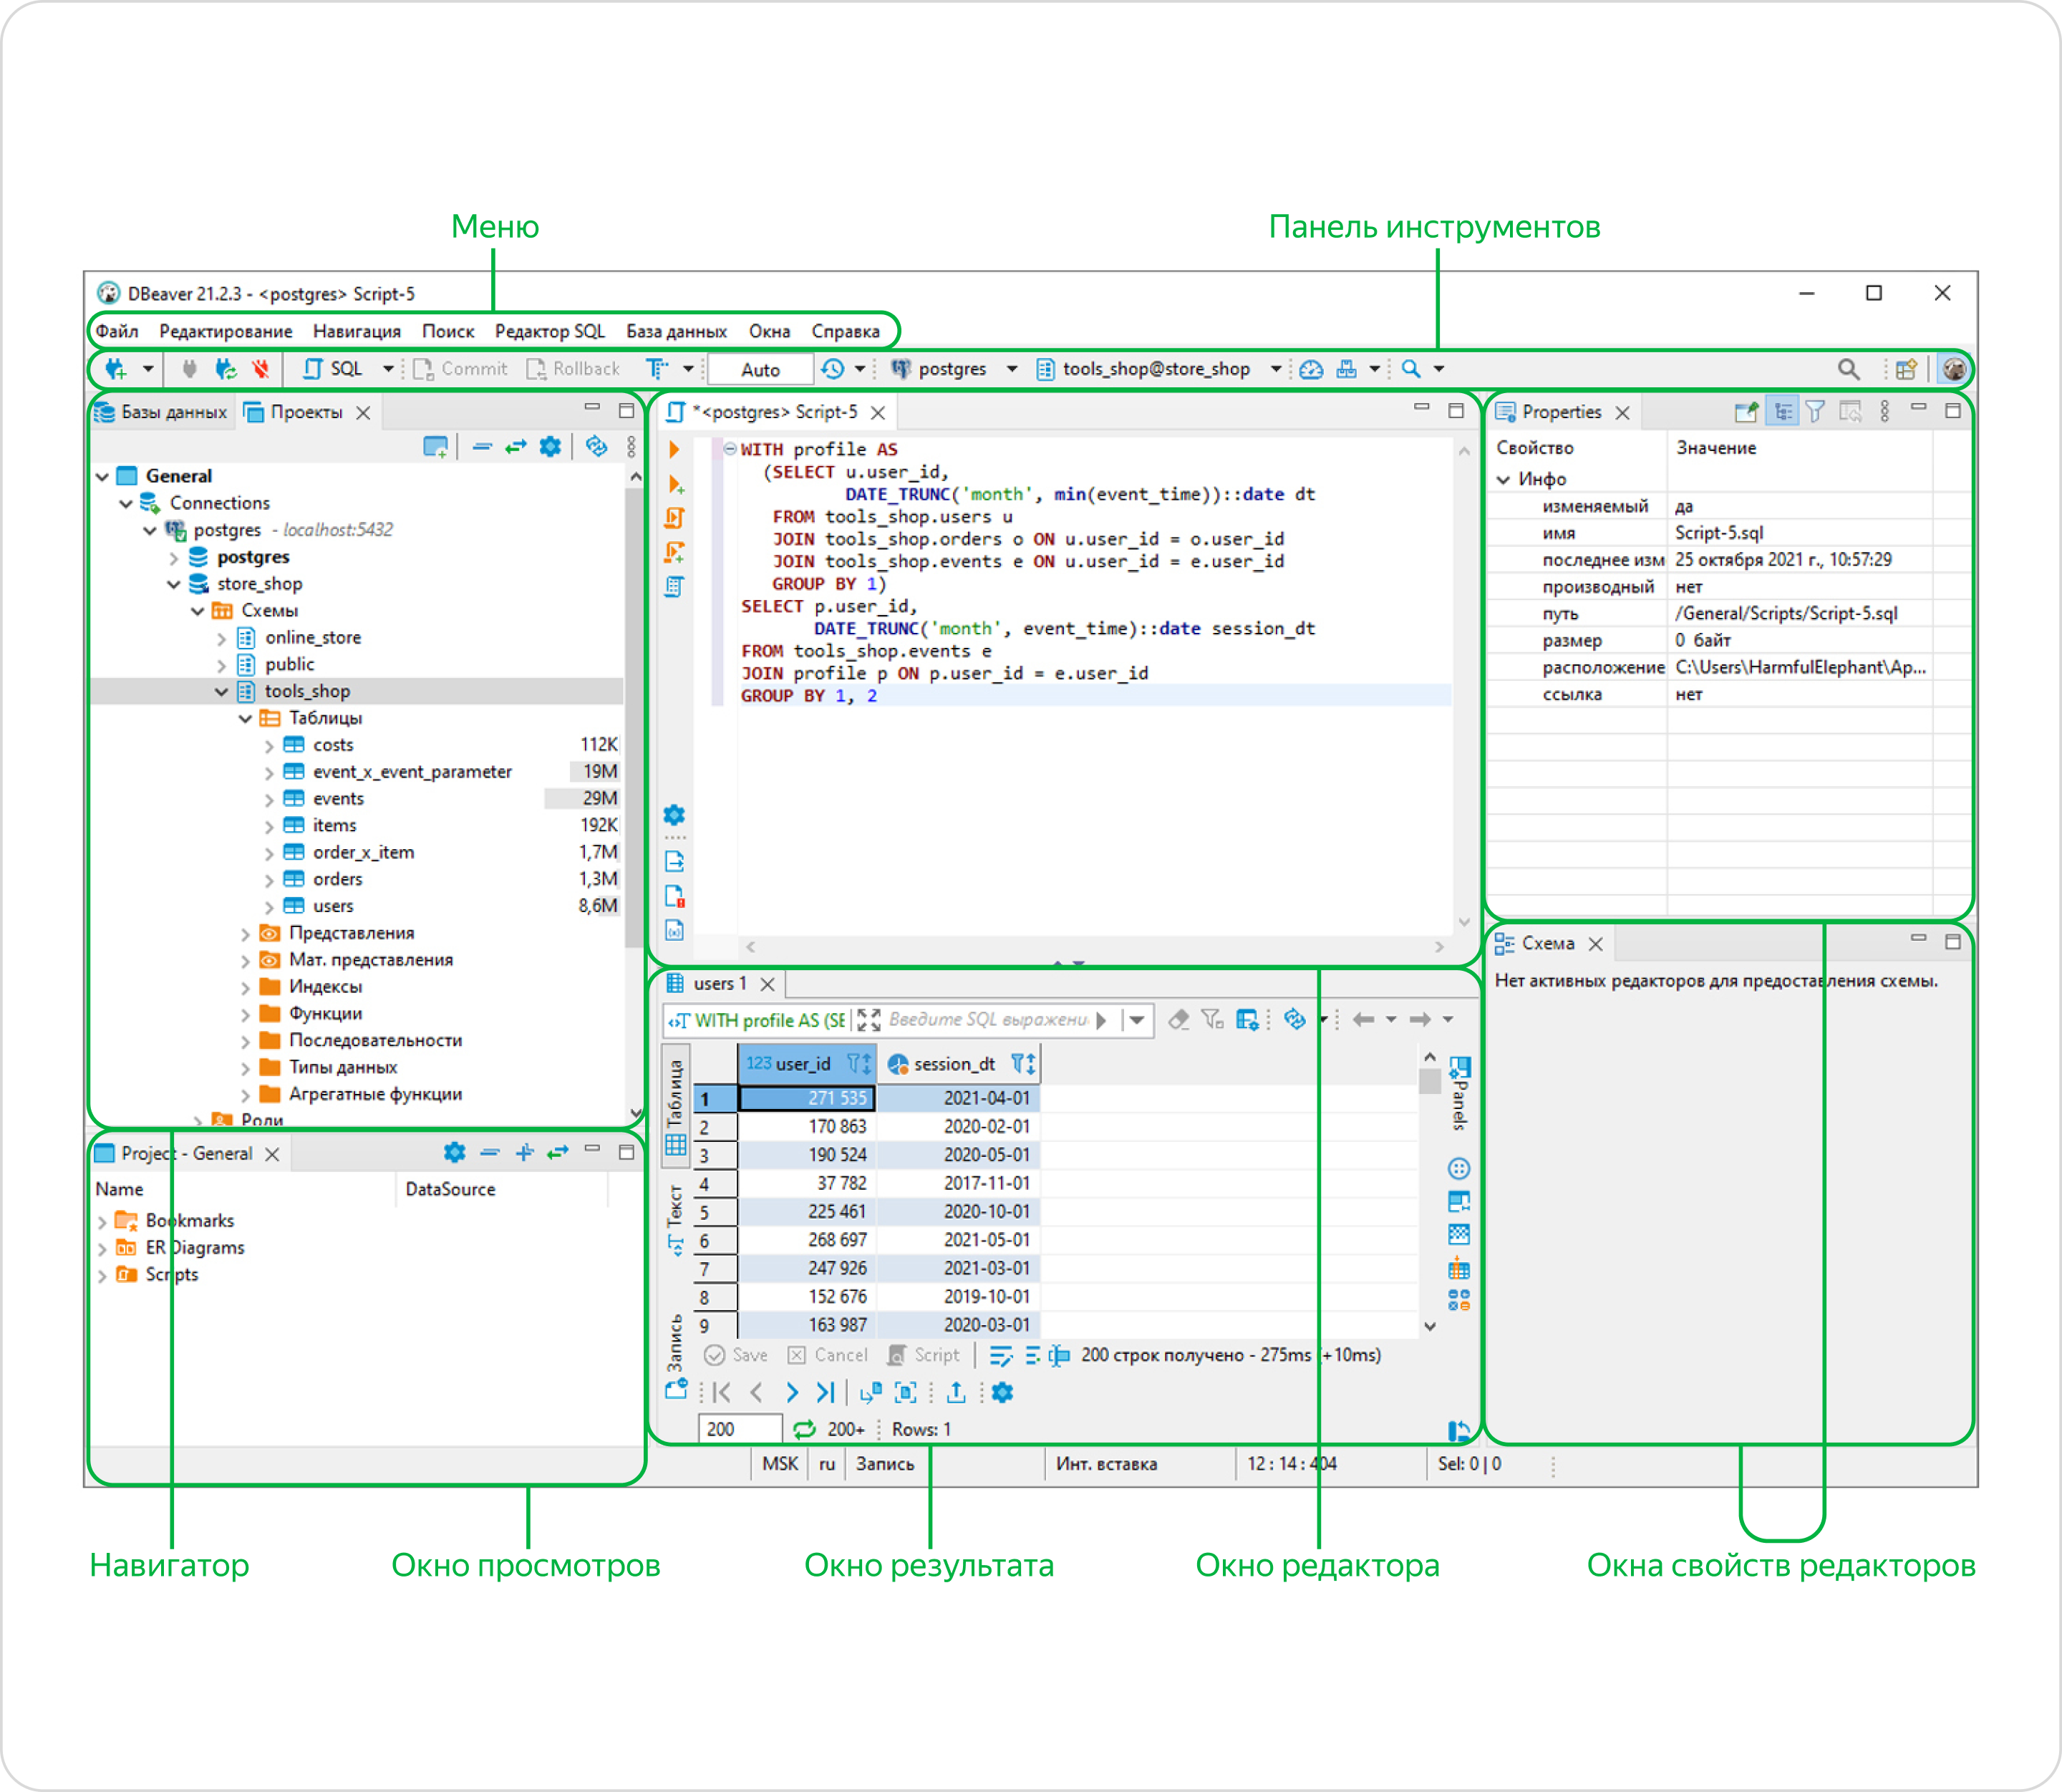 Меню
Панель инструментов
DBeaver 21.2.3 - <postgres> Script-5
Файл Редактирование Навигация Поиск Редактор SQL База данных Окна Справка
SQL Commit Rollback Auto postgres tools_shop@store_shop
Базы данных Проекты
General
Connections
postgres - localhost:5432
postgres
store_shop
Схемы
online_store
public
tools_shop
Таблицы
costs 112K
event_x_event_parameter 19M
events 29M
items 192K
order_x_item 1,7M
orders 1,3M
users 8,6M
Представления
Мат. представления
Индексы
Функции
Последовательности
Типы данных
Агрегатные функции
Роли
Project - General
Name DataSource
Bookmarks
ER Diagrams
Scripts
*<postgres> Script-5
WITH profile AS
(SELECT u.user_id,
DATE_TRUNC('month', min(event_time))::date dt
FROM tools_shop.users u
JOIN tools_shop.orders o ON u.user_id = o.user_id
JOIN tools_shop.events e ON u.user_id = e.user_id
GROUP BY 1)
SELECT p.user_id,
DATE_TRUNC('month', event_time)::date session_dt
FROM tools_shop.events e
JOIN profile p ON p.user_id = e.user_id
GROUP BY 1, 2
users 1
WITH profile AS (SE Введите SQL выражени
Таблица
Текст
Запись
123 user_id session_dt
1 271 535 2021-04-01
2 170 863 2020-02-01
3 190 524 2020-05-01
4 37 782 2017-11-01
5 225 461 2020-10-01
6 268 697 2021-05-01
7 247 926 2021-03-01
8 152 676 2019-10-01
9 163 987 2020-03-01
Panels
Save Cancel Script 200 строк получено - 275ms (+10ms)
200 200+ Rows: 1
Properties
Свойство Значение
Инфо
изменяемый да
имя Script-5.sql
последнее изм 25 октября 2021 г., 10:57:29
производный нет
путь /General/Scripts/Script-5.sql
размер 0 байт
расположение C:\Users\HarmfulElephant\Ap...
ссылка нет
Схема
Нет активных редакторов для предоставления схемы.
MSK ru Запись Инт. вставка 12 : 14 : 404 Sel: 0 | 0
Навигатор
Окно просмотров
Окно результата
Окно редактора
Окна свойств редакторов